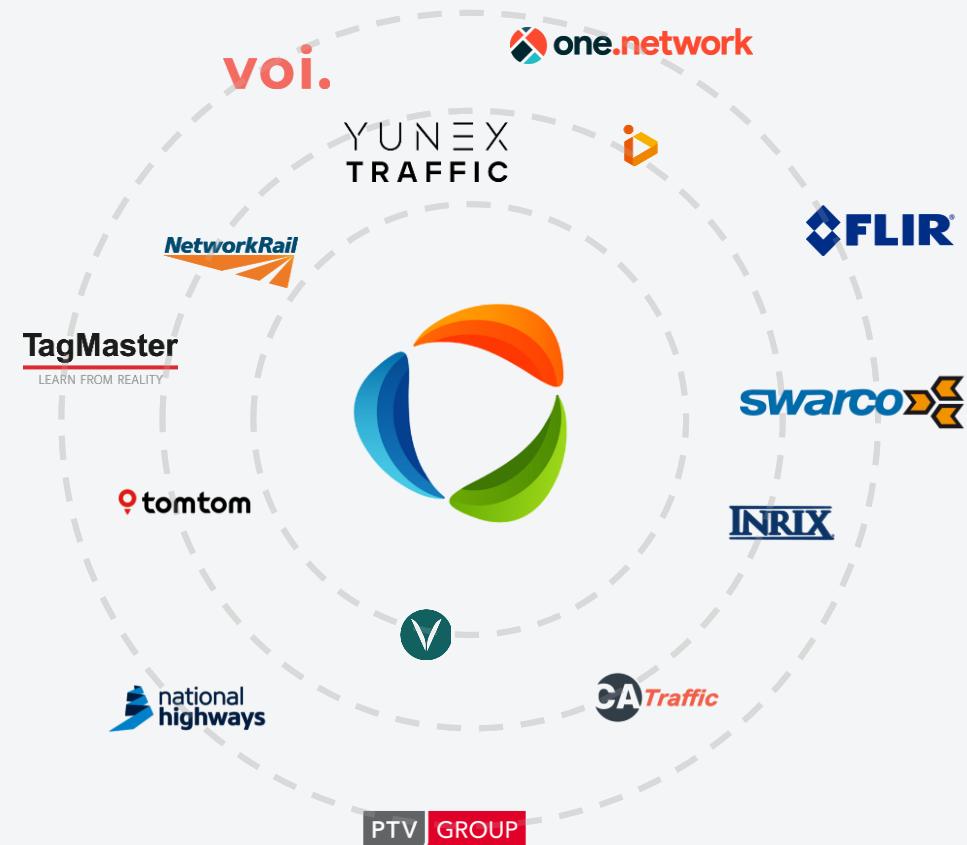 one.network
voi.
YUNEX
TRAFFIC
FLIR®
NetworkRail
TagMaster
LEARN FROM REALITY
swarco
tomtom
INRIX
national
highways
CA Traffic
PTV GROUP